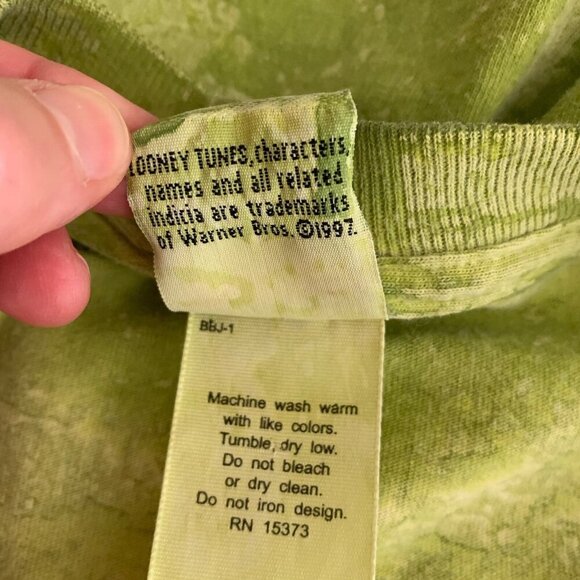 LOONEY TUNES, characters,
names and all related
indicia are trademarks
of Warner Bros. ©1997.
BBJ-1
Machine wash warm
with like colors.
Tumble, dry low.
Do not bleach
or dry clean.
Do not iron design.
RN 15373